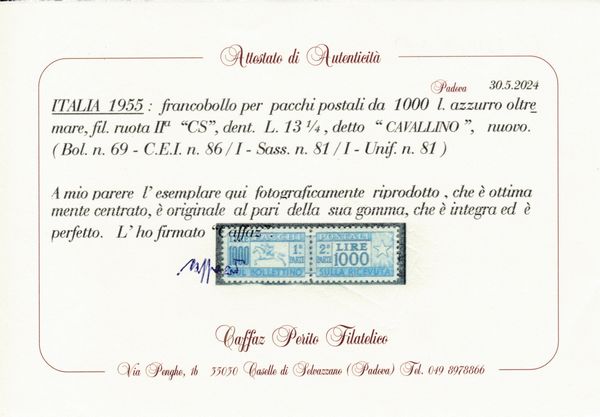 Attestato di Autenticità
Padova 30.5.2024
ITALIA 1955 : francobollo per pacchi postali da 1000 l. azzurro oltre
mare, fil. ruota IIª "CS", dent. L. 13 ¼, detto "CAVALLINO", nuovo.
( Bol. n. 69 - C.E.I. n. 86 / I - Sass. n. 81 / I - Unif. n. 81 )
A mio parere l'esemplare qui fotograficamente riprodotto , che è ottima
mente centrato, è originale al pari della sua gomma, che è integra ed è
perfetto. L'ho firmato "Caffaz".
1ª PARTE 2ª PARTE LIRE
1000 1000
SUL BOLLETTINO SULLA RICEVUTA
Caffaz Perito Filatelico
Via Penghe, 16 35030 Caselle di Selvazzano (Padova) Tel. 049 8978866